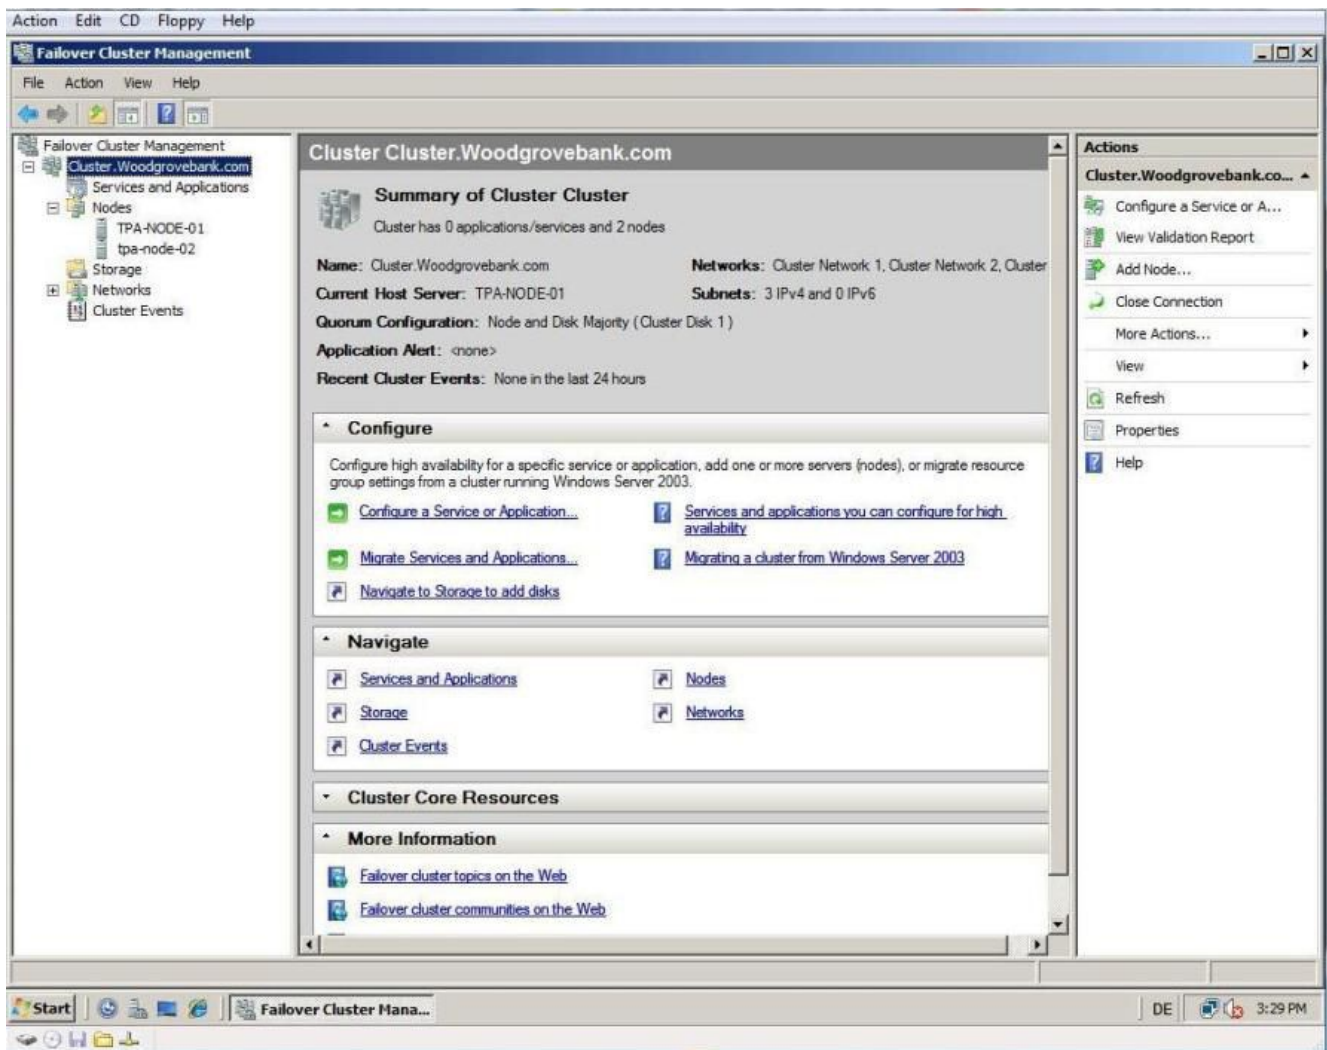 Action Edit CD Floppy Help
Failover Cluster Management
File Action View Help
Failover Cluster Management
Cluster.Woodgrovebank.com
Services and Applications
Nodes
TPA-NODE-01
tpa-node-02
Storage
Networks
Cluster Events
Cluster Cluster.Woodgrovebank.com
Summary of Cluster Cluster
Cluster has 0 applications/services and 2 nodes
Name: Cluster.Woodgrovebank.com
Networks: Cluster Network 1, Cluster Network 2, Cluster
Current Host Server: TPA-NODE-01
Subnets: 3 IPv4 and 0 IPv6
Quorum Configuration: Node and Disk Majority (Cluster Disk 1)
Application Alert: <none>
Recent Cluster Events: None in the last 24 hours
Configure
Configure high availability for a specific service or application, add one or more servers (nodes), or migrate resource
group settings from a cluster running Windows Server 2003.
Configure a Service or Application...
Services and applications you can configure for high
availability
Migrate Services and Applications...
Migrating a cluster from Windows Server 2003
Navigate to Storage to add disks
Navigate
Services and Applications
Nodes
Storage
Networks
Cluster Events
Cluster Core Resources
More Information
Failover cluster topics on the Web
Failover cluster communities on the Web
Actions
Cluster.Woodgrovebank.co...
Configure a Service or A...
View Validation Report
Add Node...
Close Connection
More Actions...
View
Refresh
Properties
Help
Start
Failover Cluster Mana...
DE
3:29 PM